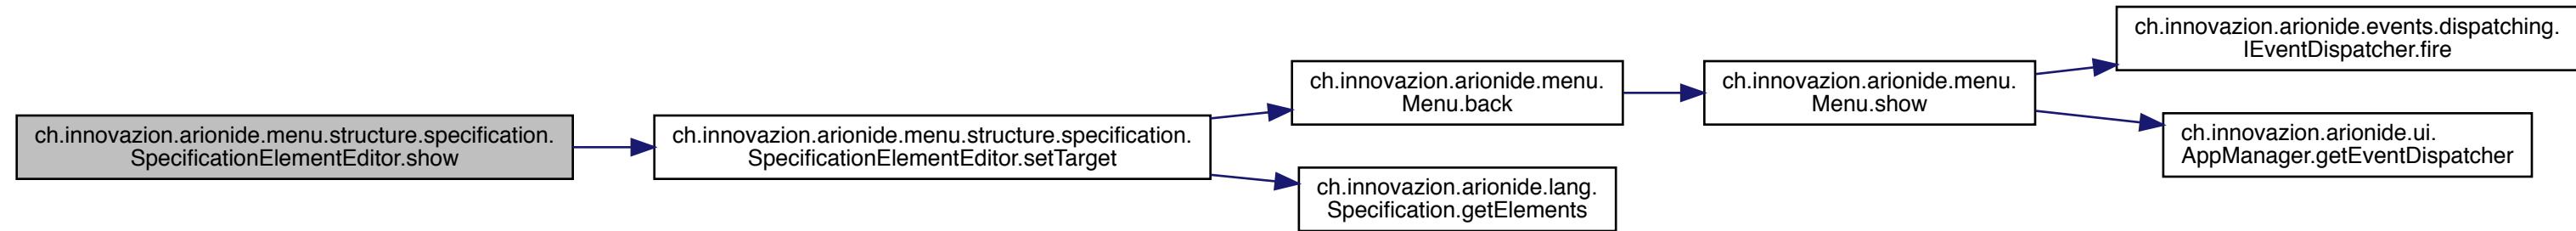 ch.innovazion.arionide.menu.structure.specification.
SpecificationElementEditor.show
ch.innovazion.arionide.menu.structure.specification.
SpecificationElementEditor.setTarget
ch.innovazion.arionide.menu.
Menu.back
ch.innovazion.arionide.lang.
Specification.getElements
ch.innovazion.arionide.menu.
Menu.show
ch.innovazion.arionide.events.dispatching.
IEventDispatcher.fire
ch.innovazion.arionide.ui.
AppManager.getEventDispatcher